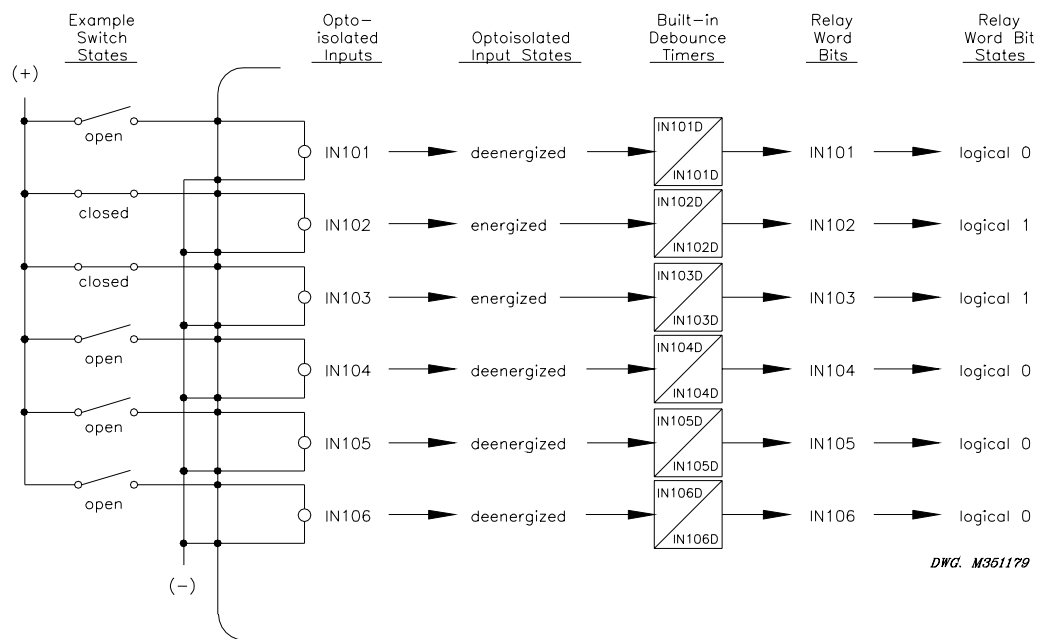 Example
Switch
States
Opto-
isolated
Inputs
Optoisolated
Input States
Built-in
Debounce
Timers
Relay
Word
Bits
Relay
Word Bit
States
(+)
open
IN101
deenergized
IN101D
IN101D
IN101
logical 0
closed
IN102
energized
IN102D
IN102D
IN102
logical 1
closed
IN103
energized
IN103D
IN103D
IN103
logical 1
open
IN104
deenergized
IN104D
IN104D
IN104
logical 0
open
IN105
deenergized
IN105D
IN105D
IN105
logical 0
open
IN106
deenergized
IN106D
IN106D
IN106
logical 0
DWG. M351179
(-)